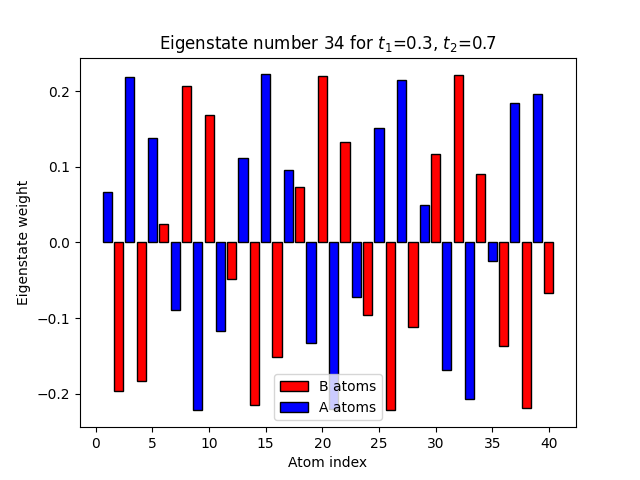 Eigenstate number 34 for t₁=0.3, t₂=0.7
Eigenstate weight
0.2
0.1
0.0
−0.1
−0.2
B atoms
A atoms
0 5 10 15 20 25 30 35 40
Atom index